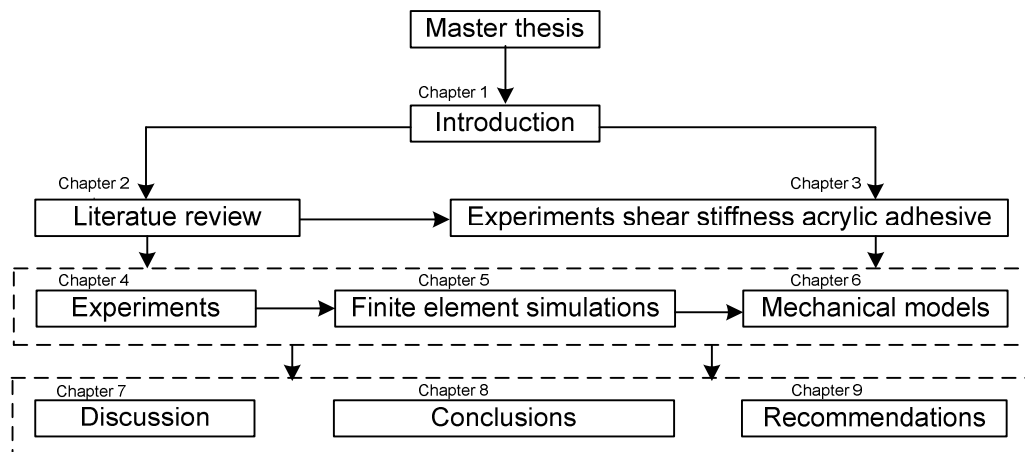 Master thesis
Chapter 1
Introduction
Chapter 2
Literatue review
Chapter 3
Experiments shear stiffness acrylic adhesive
Chapter 4
Experiments
Chapter 5
Finite element simulations
Chapter 6
Mechanical models
Chapter 7
Discussion
Chapter 8
Conclusions
Chapter 9
Recommendations